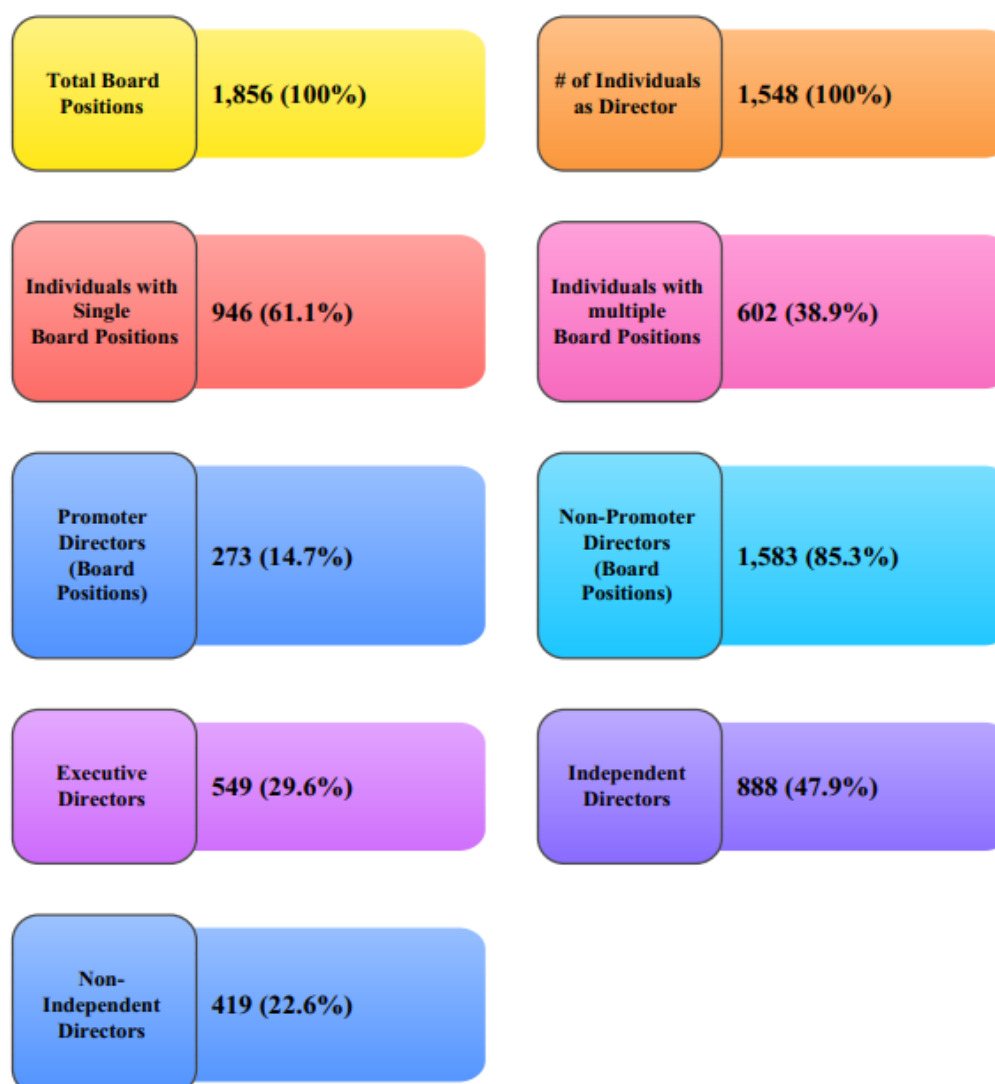 Total Board
Positions
1,856 (100%)
# of Individuals
as Director
1,548 (100%)
Individuals with
Single
Board Positions
946 (61.1%)
Individuals with
multiple
Board Positions
602 (38.9%)
Promoter
Directors
(Board
Positions)
273 (14.7%)
Non-Promoter
Directors
(Board
Positions)
1,583 (85.3%)
Executive
Directors
549 (29.6%)
Independent
Directors
888 (47.9%)
Non-
Independent
Directors
419 (22.6%)